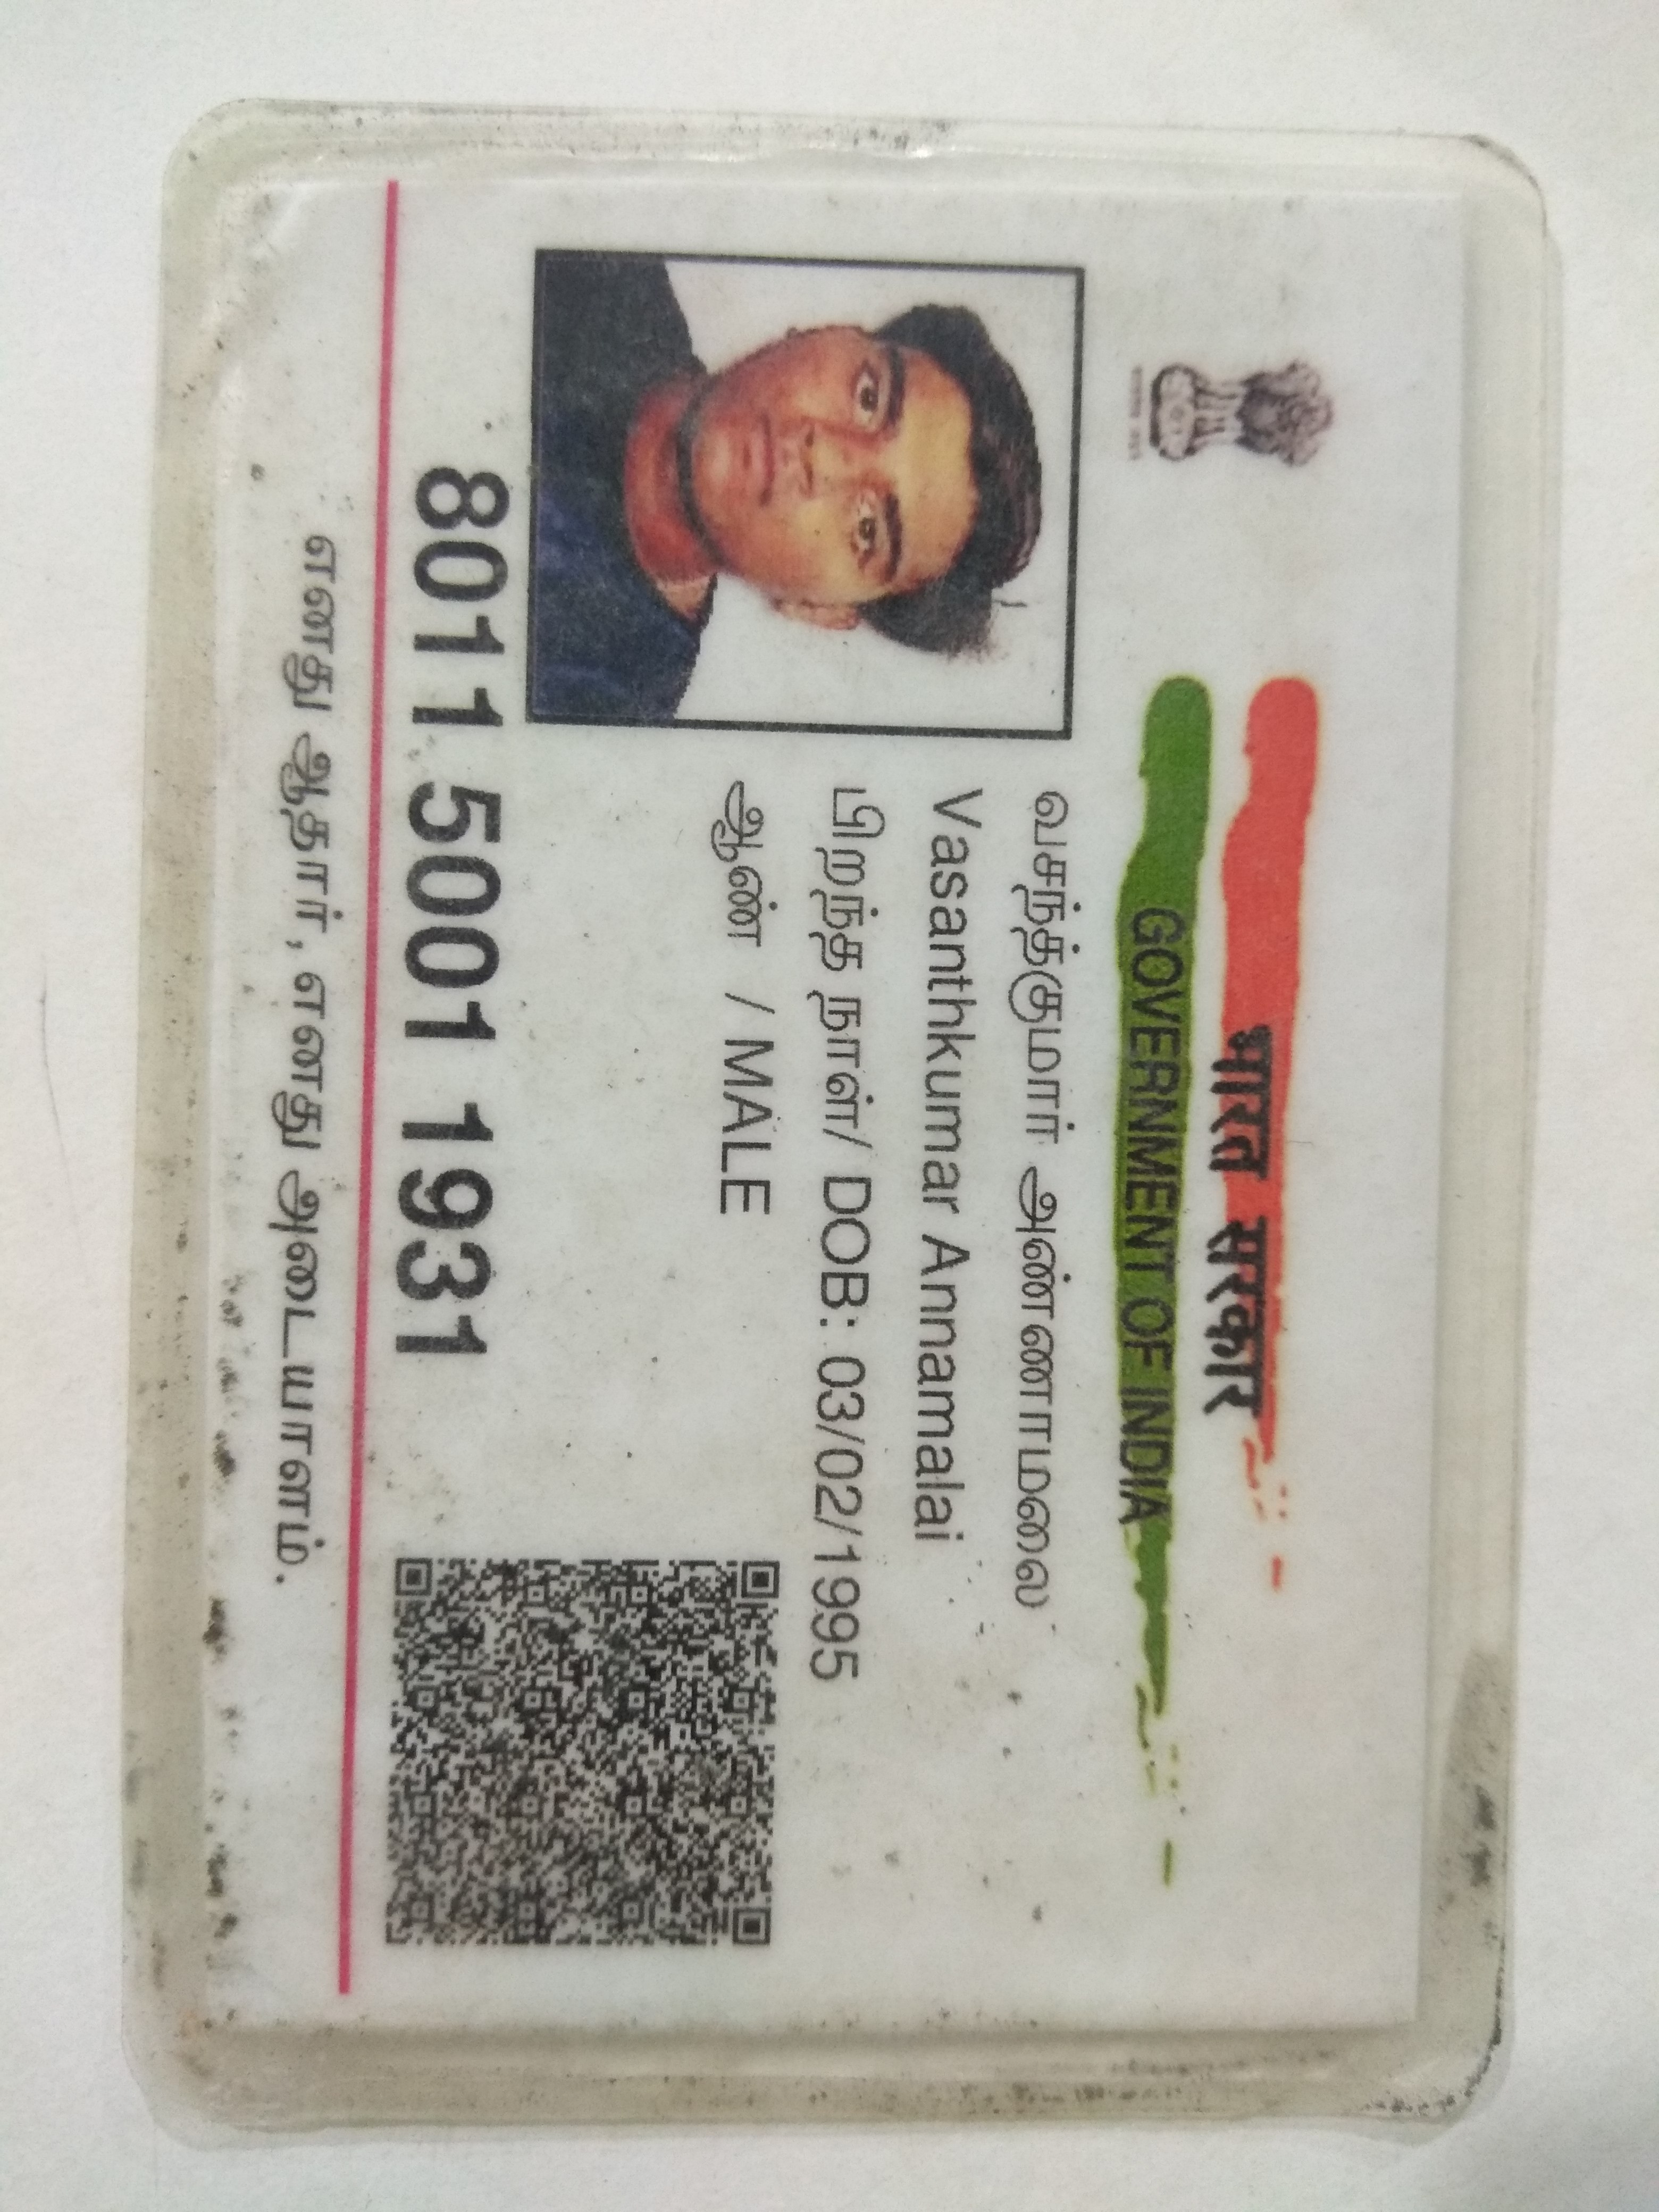 भारत सरकार
GOVERNMENT OF INDIA
வசந்த்குமார் அண்ணாமலை
Vasanthkumar Annamalai
பிறந்த நாள்/ DOB: 03/02/1995
ஆண் / MALE
8011 5001 1931
எனது ஆதார், எனது அடையாளம்.